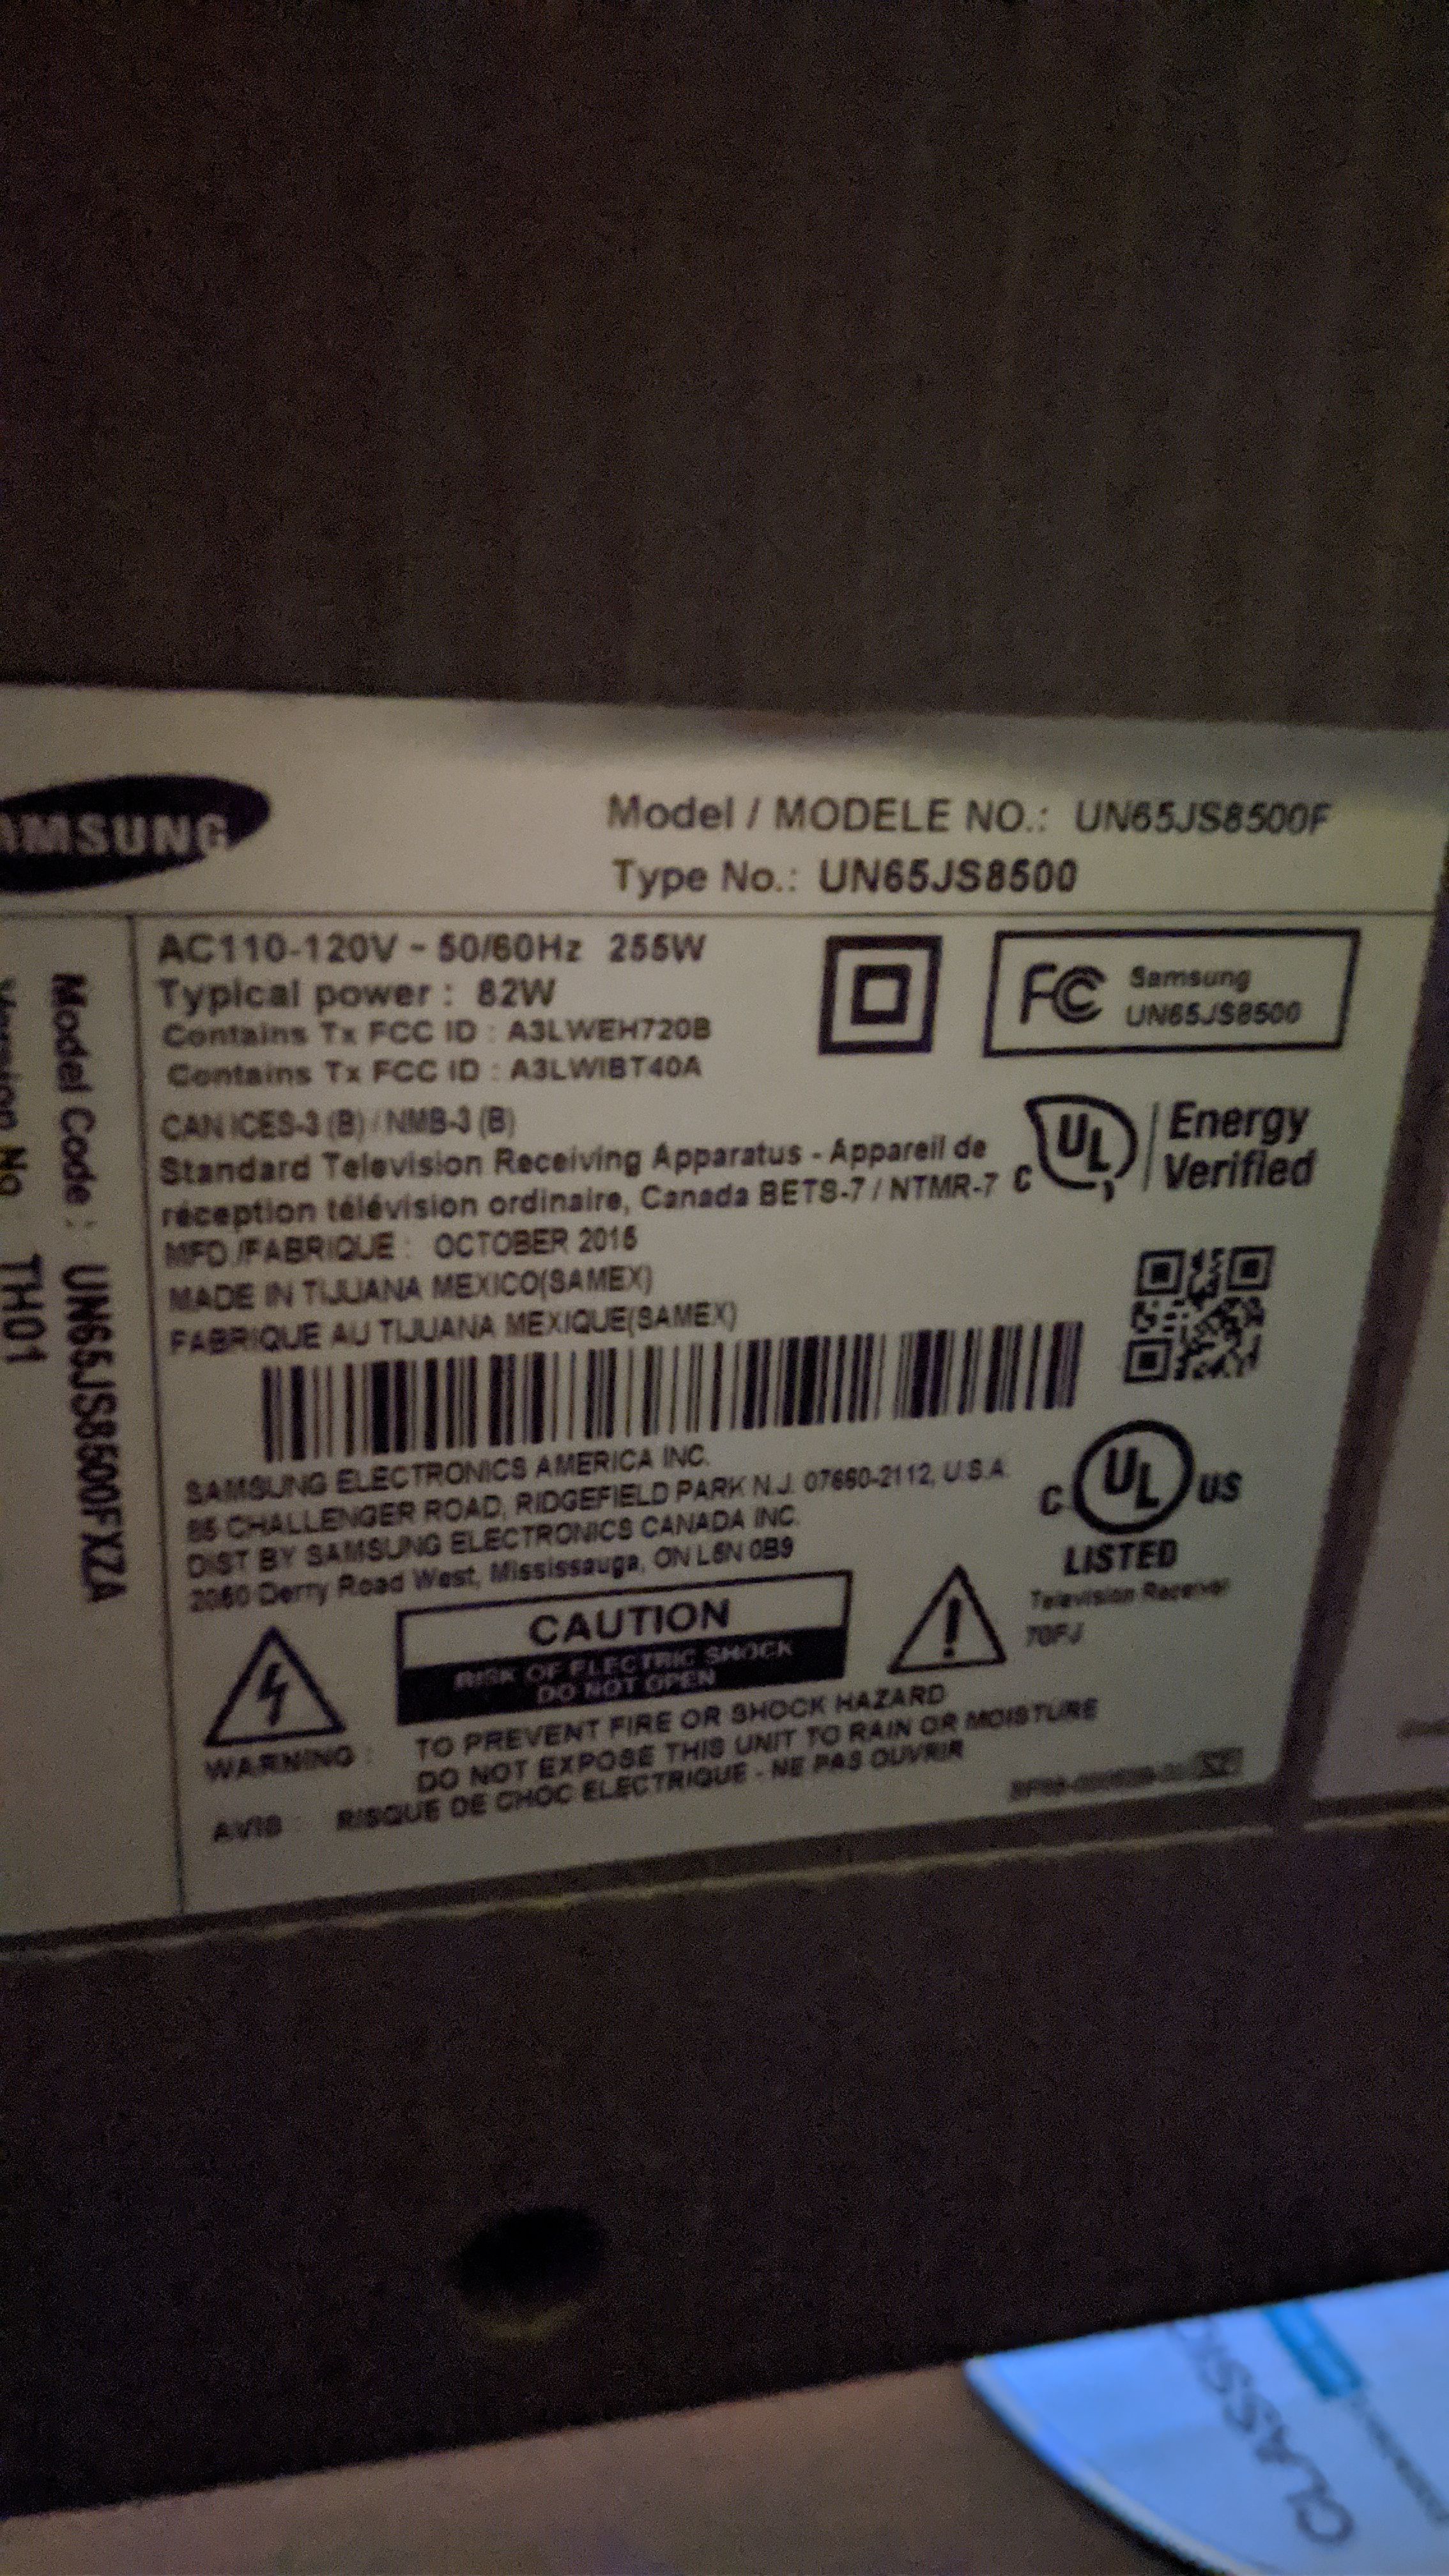 SAMSUNG
Model / MODELE NO.: UN65JS8500F
Type No.: UN65JS8500
AC110-120V ~ 50/60Hz 255W
Typical power : 82W
Contains Tx FCC ID : A3LWEH720B
Contains Tx FCC ID : A3LWIBT40A
FC Samsung
UN65JS8500
CAN ICES-3 (B) / NMB-3 (B)
Standard Television Receiving Apparatus - Appareil de
réception télévision ordinaire, Canada BETS-7 / NTMR-7
C UL Energy
Verified
MFD./FABRIQUE : OCTOBER 2015
MADE IN TIJUANA MEXICO(SAMEX)
FABRIQUE AU TIJUANA MEXIQUE(SAMEX)
SAMSUNG ELECTRONICS AMERICA INC.
85 CHALLENGER ROAD, RIDGEFIELD PARK N.J. 07660-2112, U.S.A.
DIST BY SAMSUNG ELECTRONICS CANADA INC.
2050 Derry Road West, Mississauga, ON L5N 0B9
C UL US
LISTED
Television Receiver
70FJ
CAUTION
RISK OF ELECTRIC SHOCK
DO NOT OPEN
WARNING : TO PREVENT FIRE OR SHOCK HAZARD
DO NOT EXPOSE THIS UNIT TO RAIN OR MOISTURE
AVIS : RISQUE DE CHOC ELECTRIQUE - NE PAS OUVRIR
Model Code : UN65JS8500FXZA
Version No TH01